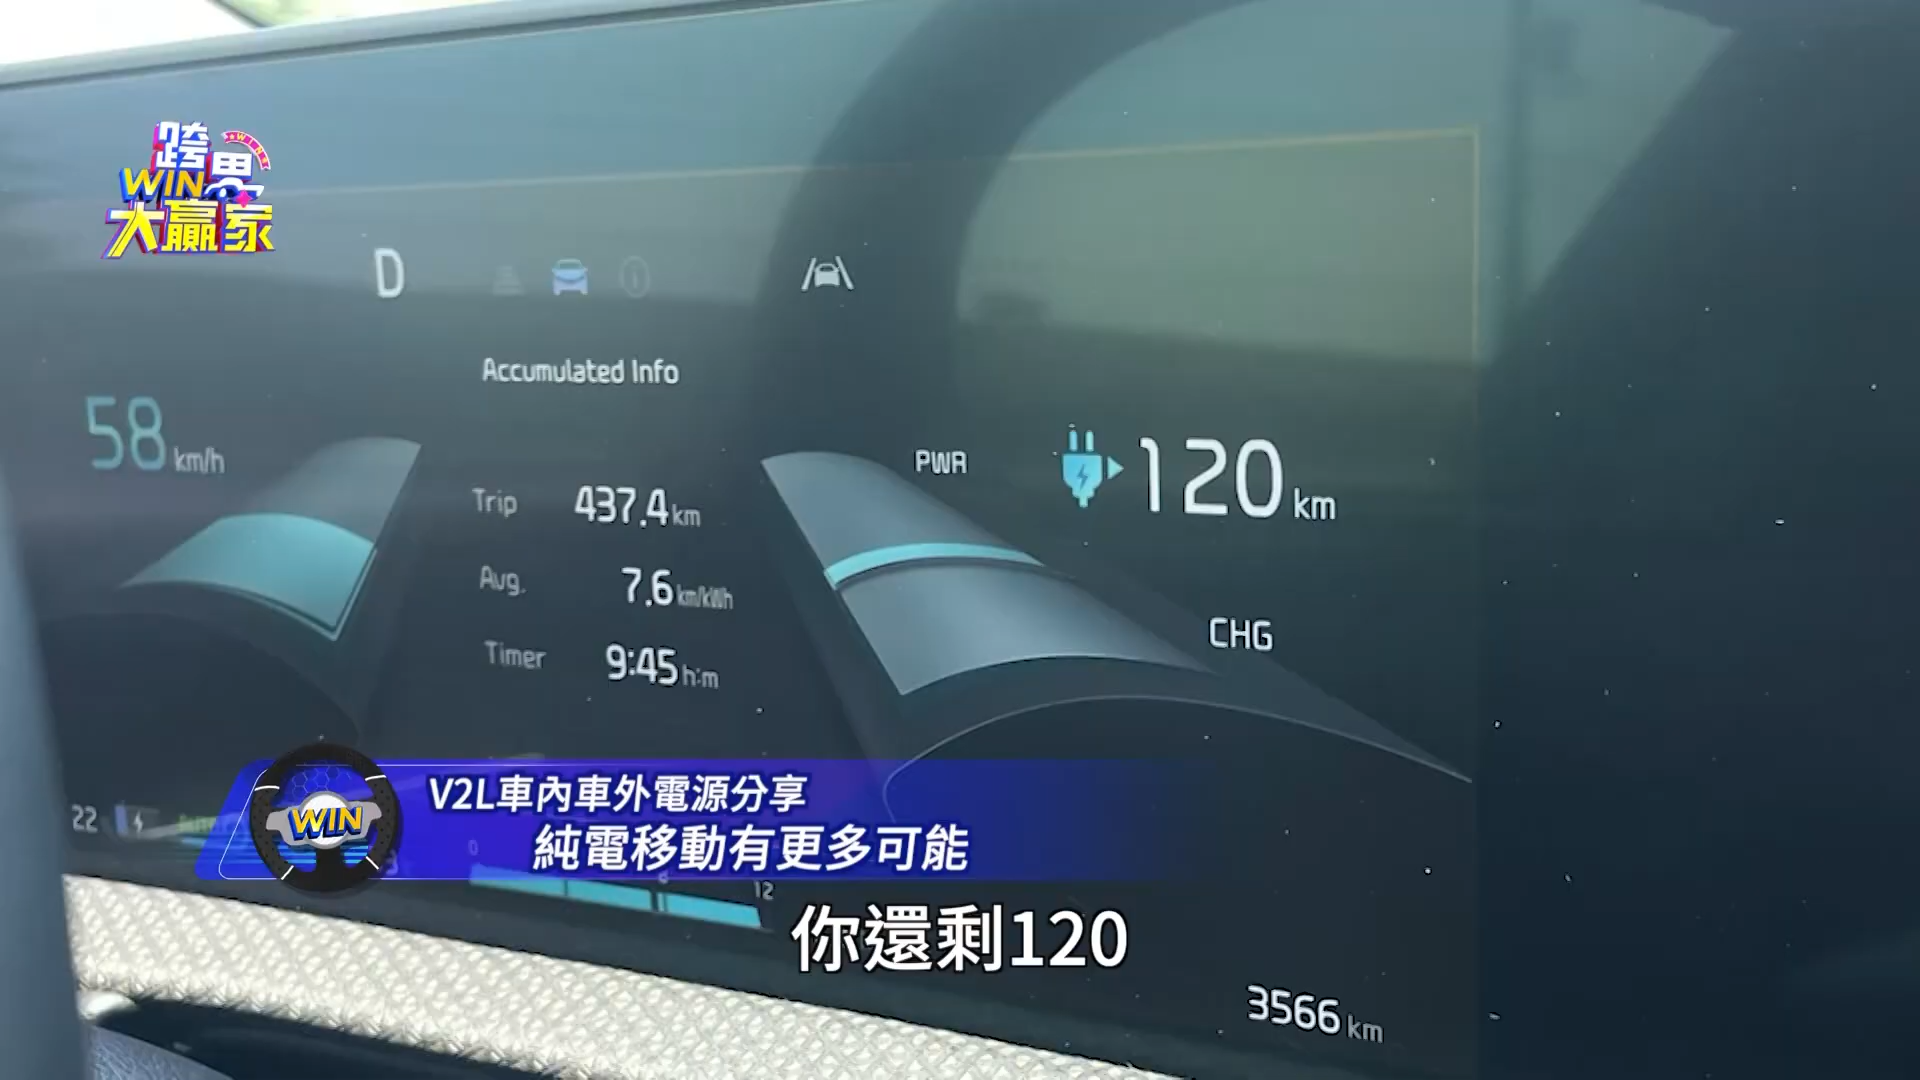 跨界
WIN
大贏家
D
Accumulated Info
58 km/h
Trip 437.4 km
Avg. 7.6 km/kWh
Timer 9:45 h:m
PWR
120 km
CHG
22
V2L車內車外電源分享
WIN
純電移動有更多可能
0
12
你還剩120
3566 km